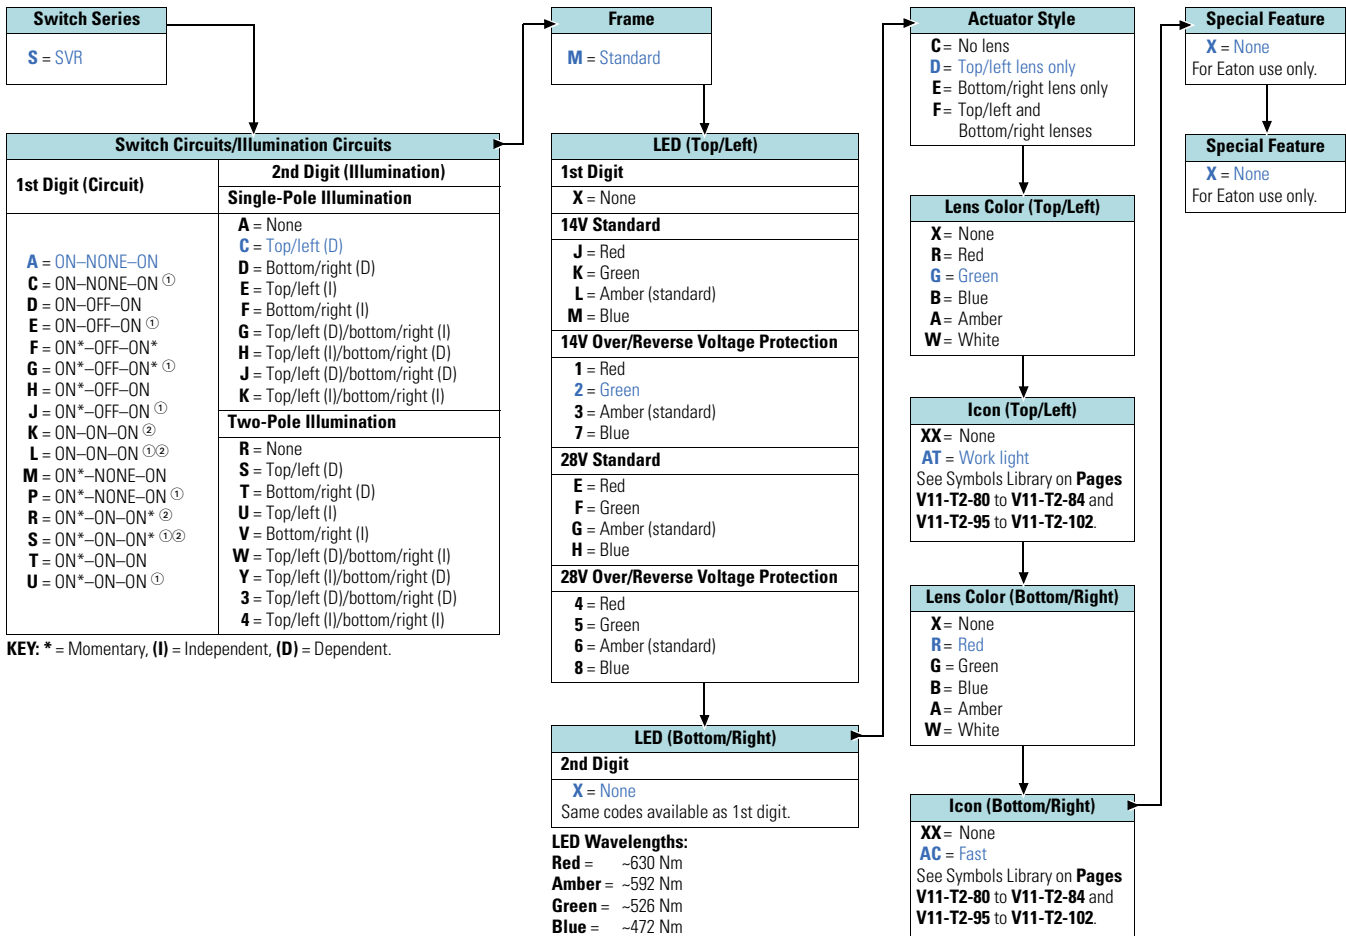 Switch Series
S = SVR
Switch Circuits/Illumination Circuits
1st Digit (Circuit)
A = ON–NONE–ON
C = ON–NONE–ON ①
D = ON–OFF–ON
E = ON–OFF–ON ①
F = ON*–OFF–ON*
G = ON*–OFF–ON* ①
H = ON*–OFF–ON
J = ON*–OFF–ON ①
K = ON–ON–ON ②
L = ON–ON–ON ①②
M = ON*–NONE–ON
P = ON*–NONE–ON ①
R = ON*–ON–ON* ②
S = ON*–ON–ON* ①②
T = ON*–ON–ON
U = ON*–ON–ON ①
2nd Digit (Illumination)
Single-Pole Illumination
A = None
C = Top/left (D)
D = Bottom/right (D)
E = Top/left (I)
F = Bottom/right (I)
G = Top/left (D)/bottom/right (I)
H = Top/left (I)/bottom/right (D)
J = Top/left (D)/bottom/right (D)
K = Top/left (I)/bottom/right (I)
Two-Pole Illumination
R = None
S = Top/left (D)
T = Bottom/right (D)
U = Top/left (I)
V = Bottom/right (I)
W = Top/left (D)/bottom/right (I)
Y = Top/left (I)/bottom/right (D)
3 = Top/left (D)/bottom/right (D)
4 = Top/left (I)/bottom/right (I)
KEY: * = Momentary, (I) = Independent, (D) = Dependent.
Frame
M = Standard
LED (Top/Left)
1st Digit
X = None
14V Standard
J = Red
K = Green
L = Amber (standard)
M = Blue
14V Over/Reverse Voltage Protection
1 = Red
2 = Green
3 = Amber (standard)
7 = Blue
28V Standard
E = Red
F = Green
G = Amber (standard)
H = Blue
28V Over/Reverse Voltage Protection
4 = Red
5 = Green
6 = Amber (standard)
8 = Blue
LED (Bottom/Right)
2nd Digit
X = None
Same codes available as 1st digit.
LED Wavelengths:
Red = ~630 Nm
Amber = ~592 Nm
Green = ~526 Nm
Blue = ~472 Nm
Actuator Style
C = No lens
D = Top/left lens only
E = Bottom/right lens only
F = Top/left and
Bottom/right lenses
Lens Color (Top/Left)
X = None
R = Red
G = Green
B = Blue
A = Amber
W = White
Icon (Top/Left)
XX = None
AT = Work light
See Symbols Library on Pages
V11-T2-80 to V11-T2-84 and
V11-T2-95 to V11-T2-102.
Lens Color (Bottom/Right)
X = None
R = Red
G = Green
B = Blue
A = Amber
W = White
Icon (Bottom/Right)
XX = None
AC = Fast
See Symbols Library on Pages
V11-T2-80 to V11-T2-84 and
V11-T2-95 to V11-T2-102.
Special Feature
X = None
For Eaton use only.
Special Feature
X = None
For Eaton use only.